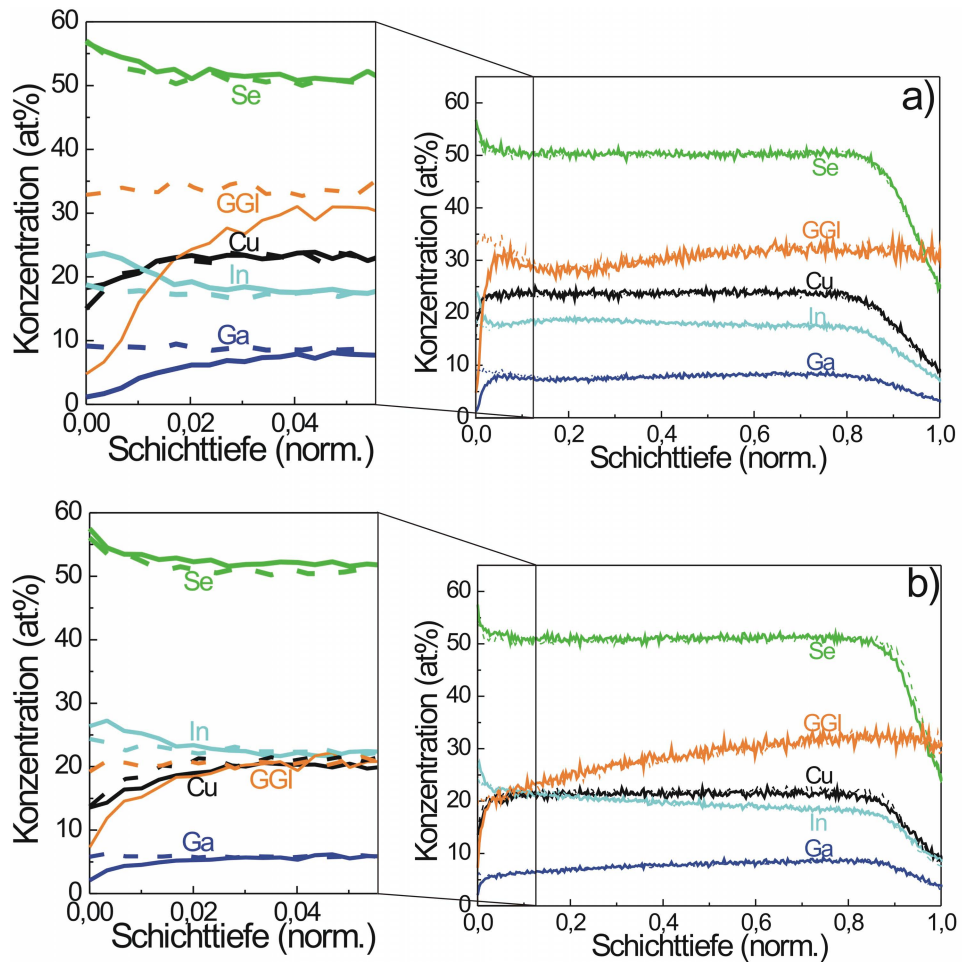 60
50
40
30
20
10
0
Konzentration (at%)
Se
GGI
Cu
In
Ga
0,00
0,02
0,04
Schichttiefe (norm.)
a)
60
50
40
30
20
10
0
Konzentration (at.%)
Se
GGI
Cu
In
Ga
0,0
0,2
0,4
0,6
0,8
1,0
Schichttiefe (norm.)
60
50
40
30
20
10
0
Konzentration (at%)
Se
In
Cu
GGI
Ga
0,00
0,02
0,04
Schichttiefe (norm.)
b)
60
50
40
30
20
10
0
Konzentration (at%)
Se
GGI
Cu
In
Ga
0,0
0,2
0,4
0,6
0,8
1,0
Schichttiefe (norm.)